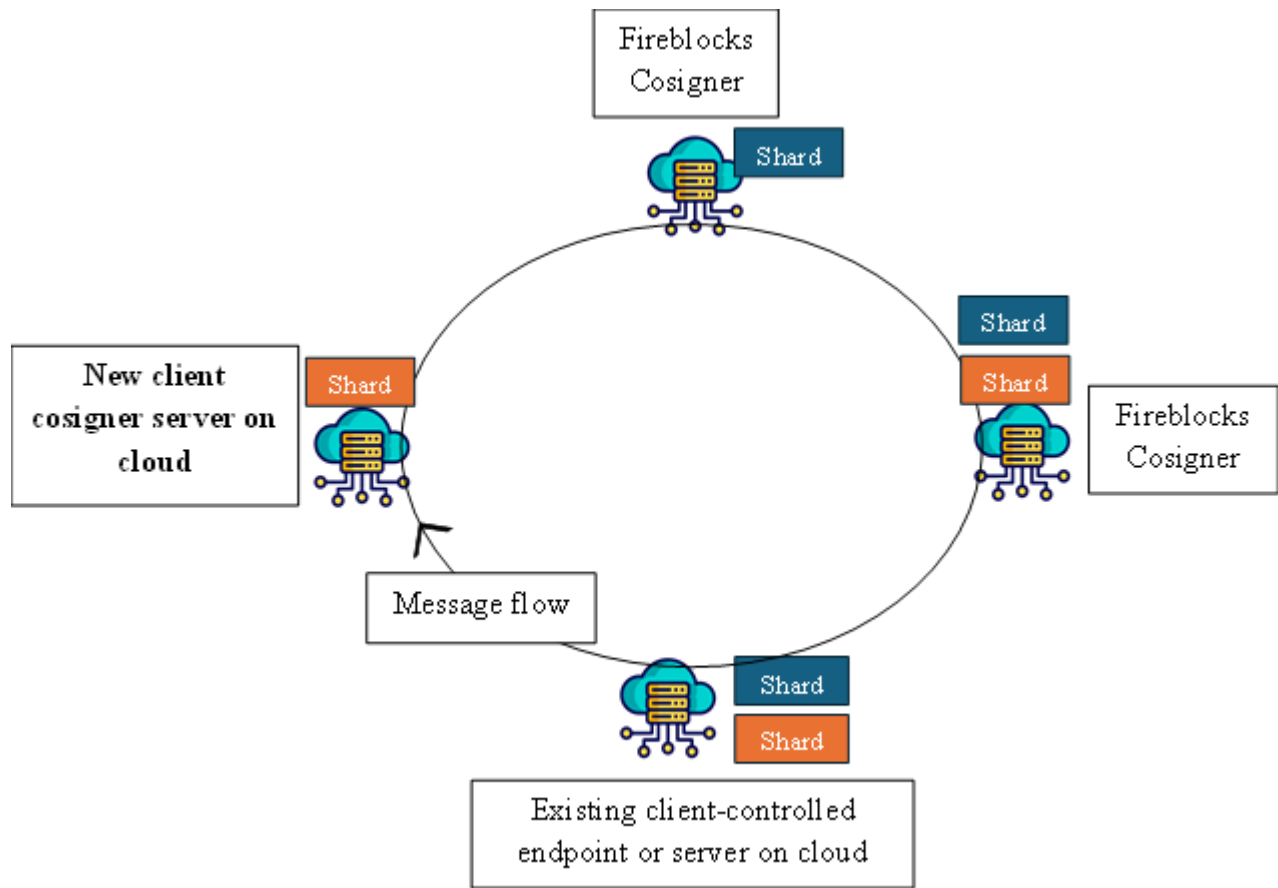 Fireblocks
Cosigner
Shard
Shard
New client
cosigner server on
cloud
Shard
Shard
Fireblocks
Cosigner
Message flow
Shard
Shard
Existing client-controlled
endpoint or server on cloud